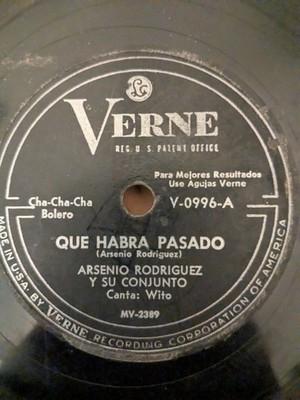 VERNE
REG. U. S. PATENT OFFICE
Para Mejores Resultados
Use Agujas Verne
Cha-Cha-Cha
Bolero
V-0996-A
QUE HABRA PASADO
(Arsenio Rodriguez)
ARSENIO RODRIGUEZ
Y SU CONJUNTO
Canta: Wito
MV-2389
MADE IN U.S.A. BY VERNE RECORDING CORPORATION OF AMERICA